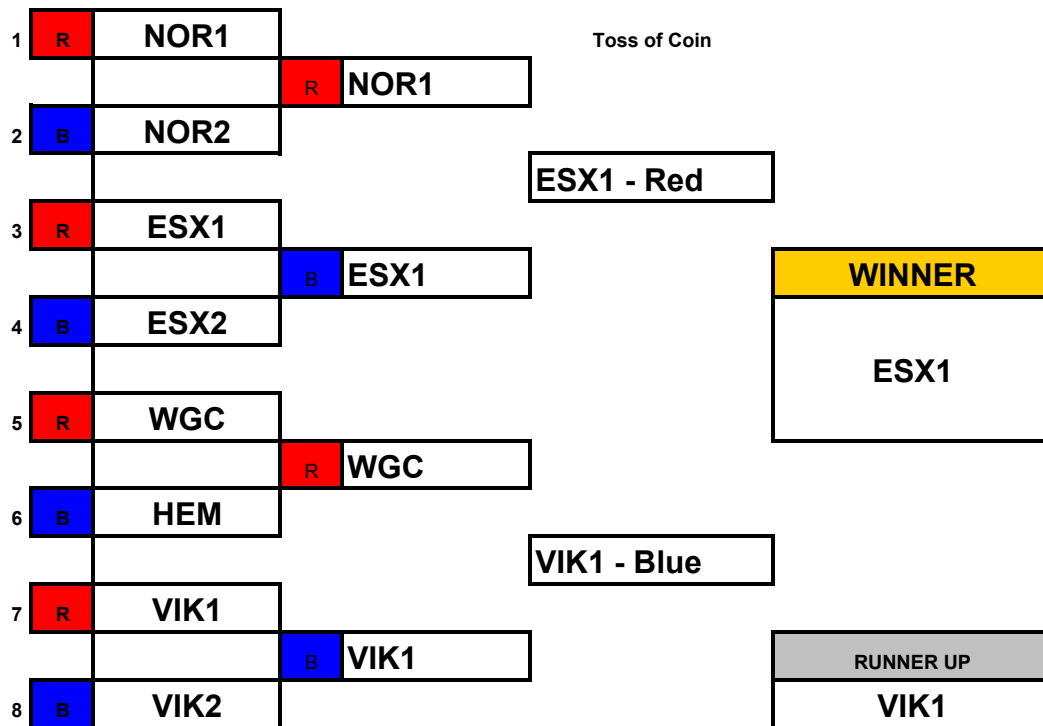 1 R NOR1 Toss of Coin
R NOR1
2 B NOR2
ESX1 - Red
3 R ESX1
B ESX1 WINNER
4 B ESX2
ESX1
5 R WGC
R WGC
6 B HEM
VIK1 - Blue
7 R VIK1
B VIK1 RUNNER UP
8 B VIK2 VIK1